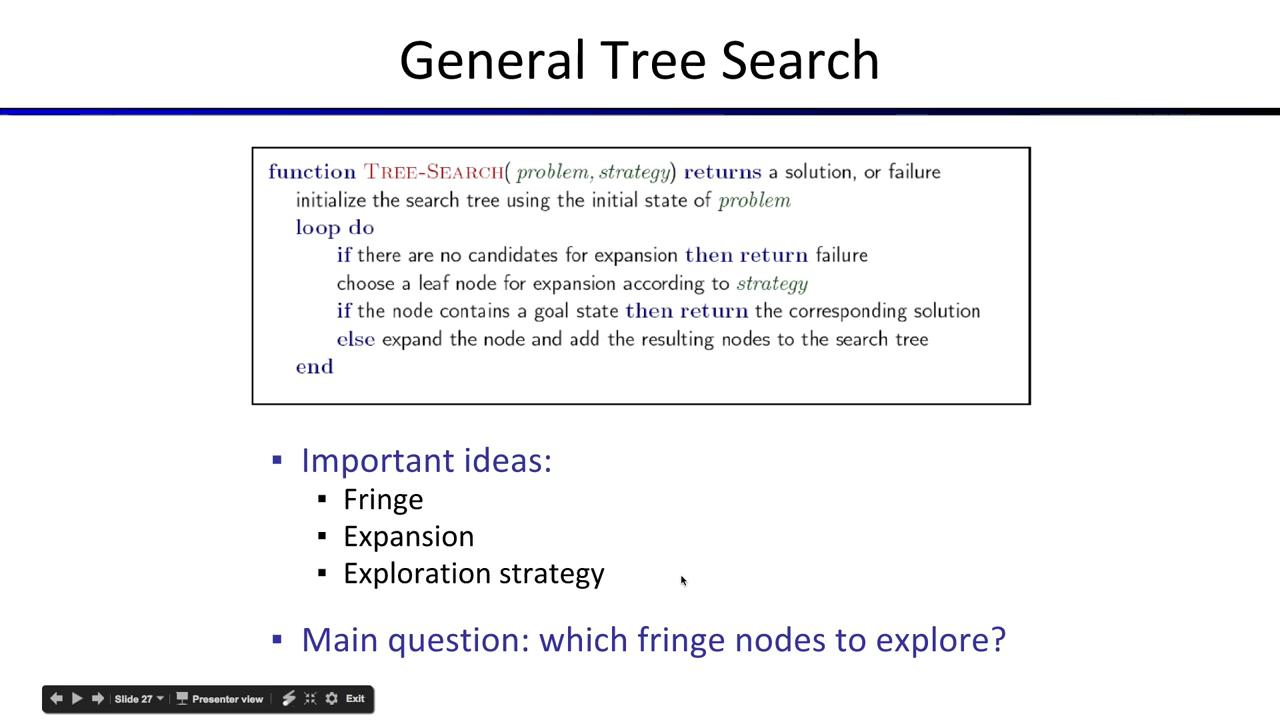 General Tree Search
function TREE-SEARCH( problem, strategy) returns a solution, or failure
initialize the search tree using the initial state of problem
loop do
if there are no candidates for expansion then return failure
choose a leaf node for expansion according to strategy
if the node contains a goal state then return the corresponding solution
else expand the node and add the resulting nodes to the search tree
end
▪ Important ideas:
▪ Fringe
▪ Expansion
▪ Exploration strategy
▪ Main question: which fringe nodes to explore?
Slide 27 Presenter view Exit